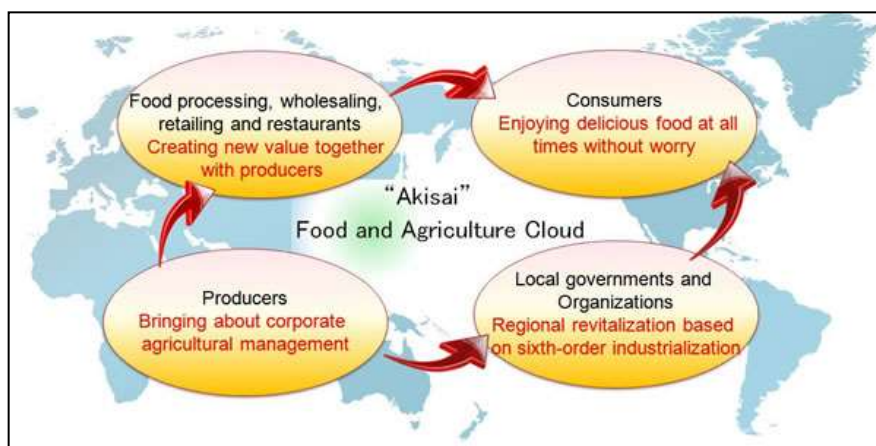 Food processing, wholesaling,
retailing and restaurants
Creating new value together
with producers
Consumers
Enjoying delicious food at all
times without worry
“Akisai”
Food and Agriculture Cloud
Producers
Bringing about corporate
agricultural management
Local governments and
Organizations
Regional revitalization based
on sixth-order industrialization